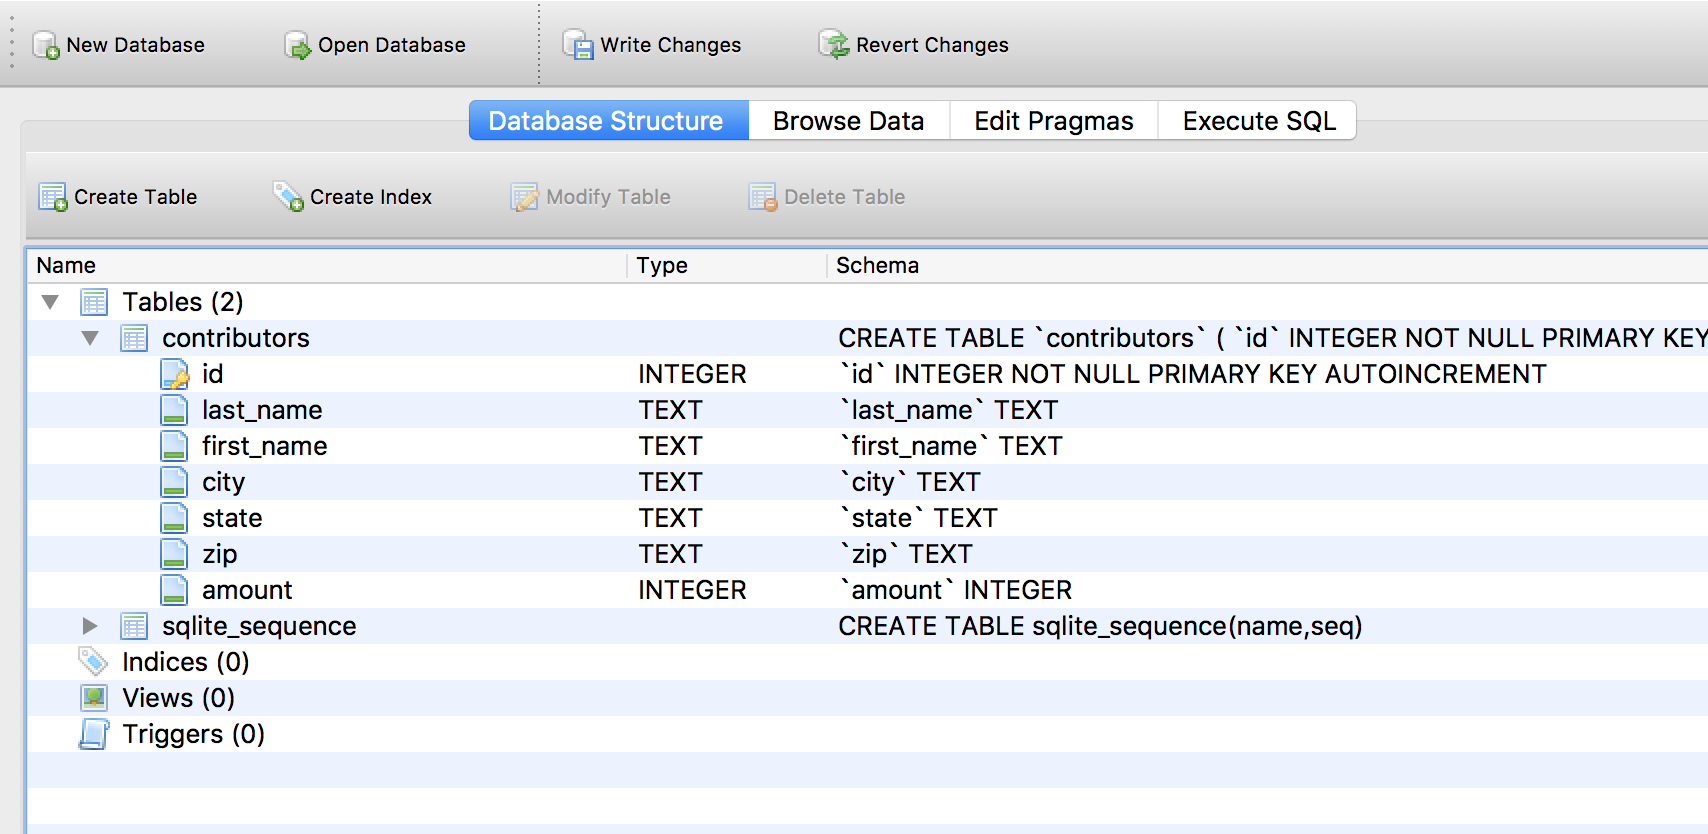 New Database Open Database Write Changes Revert Changes
Database Structure Browse Data Edit Pragmas Execute SQL
Create Table Create Index Modify Table Delete Table
Name Type Schema
Tables (2)
contributors CREATE TABLE `contributors` ( `id` INTEGER NOT NULL PRIMARY KEY
id INTEGER `id` INTEGER NOT NULL PRIMARY KEY AUTOINCREMENT
last_name TEXT `last_name` TEXT
first_name TEXT `first_name` TEXT
city TEXT `city` TEXT
state TEXT `state` TEXT
zip TEXT `zip` TEXT
amount INTEGER `amount` INTEGER
sqlite_sequence CREATE TABLE sqlite_sequence(name,seq)
Indices (0)
Views (0)
Triggers (0)